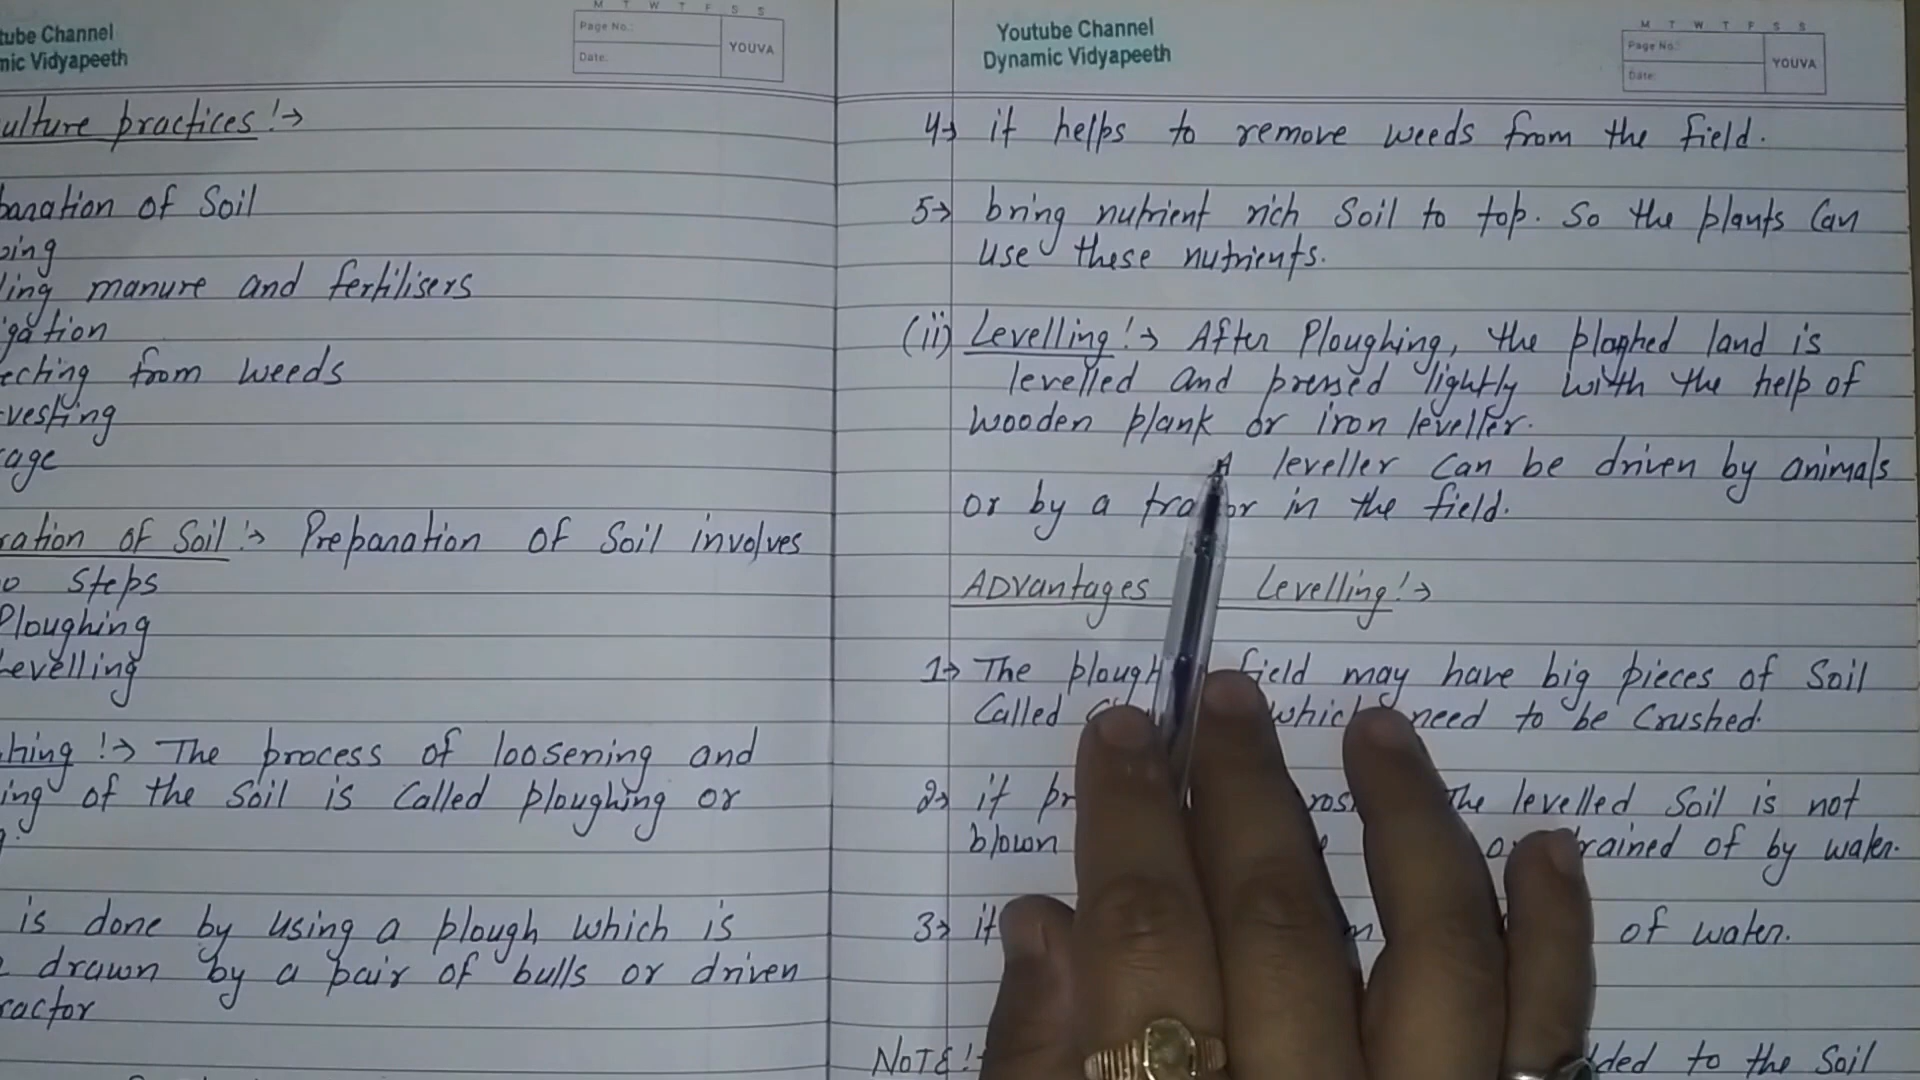 tube Channel
mic Vidyapeeth
M T W T F S S
Page No.:
Date:
YOUVA
ulture practices !→
paration of Soil
ing
ing manure and fertilisers
gation
ecting from weeds
vesting
age
ration of Soil !→ Preparation of Soil involves
o Steps
Ploughing
Levelling
hing !→ The process of loosening and
ing of the Soil is Called ploughing or
is done by using a plough which is
drawn by a pair of bulls or driven
ractor
Youtube Channel
Dynamic Vidyapeeth
M T W T F S S
Page No.:
Date:
YOUVA
4→ it helps to remove weeds from the field.
5→ bring nutrient rich Soil to top. So the plants Can
use these nutrients.
(ii) Levelling !→ After Ploughing, the ploghed land is
levelled and pressed lightly with the help of
wooden plank or iron leveller.
A leveller Can be driven by animals
or by a tra or in the field.
ADvantages Levelling !→
1→ The plough field may have big pieces of Soil
Called which need to be Crushed.
2→ it pr ros The levelled Soil is not
blown or rained of by water.
3→ it of water.
NOTE !→ dded to the Soil